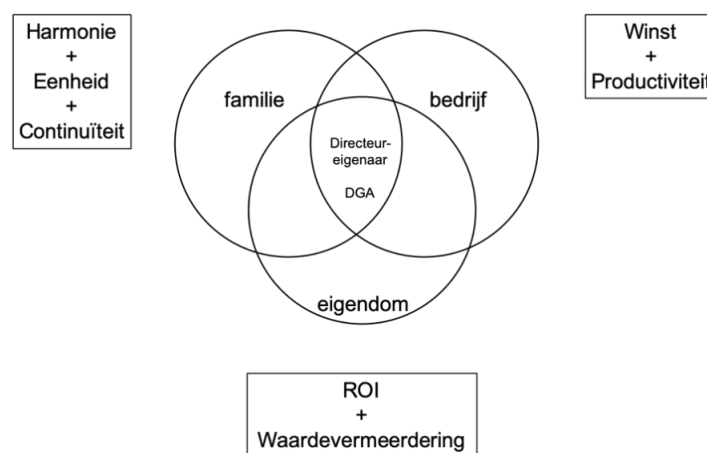 Harmonie
+
Eenheid
+
Continuïteit
Winst
+
Productiviteit
familie
bedrijf
Directeur-
eigenaar
DGA
eigendom
ROI
+
Waardevermeerdering